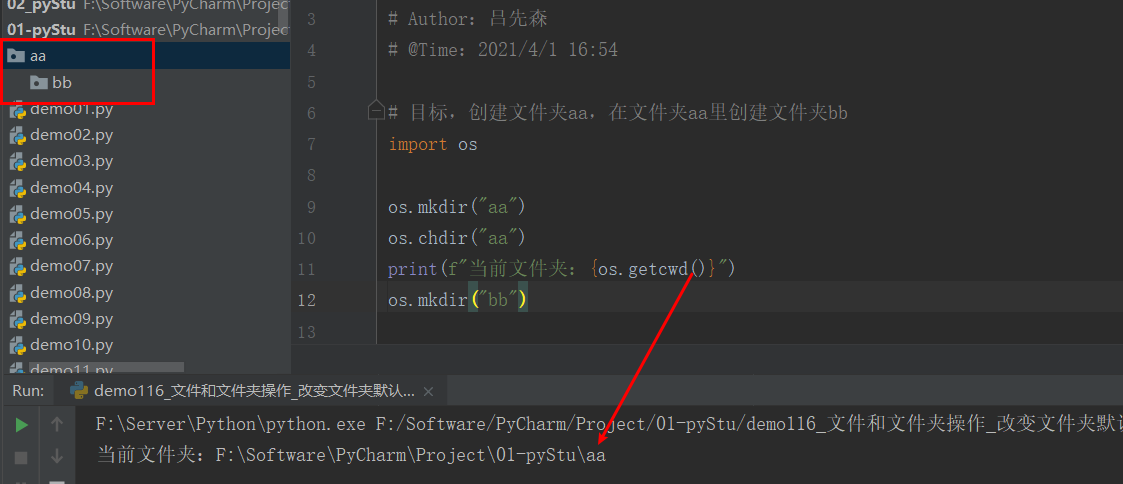 02_pyStu F:\Software\PyCharm\Project
01-pyStu F:\Software\PyCharm\Project
aa
bb
demo01.py
demo02.py
demo03.py
demo04.py
demo05.py
demo06.py
demo07.py
demo08.py
demo09.py
demo10.py
demo11.py
3 # Author：吕先森
4 # @Time：2021/4/1 16:54
5
6 # 目标，创建文件夹aa，在文件夹aa里创建文件夹bb
7 import os
8
9 os.mkdir("aa")
10 os.chdir("aa")
11 print(f"当前文件夹：{os.getcwd()}")
12 os.mkdir("bb")
13
Run: demo116_文件和文件夹操作_改变文件夹默认...
F:\Server\Python\python.exe F:/Software/PyCharm/Project/01-pyStu/demo116_文件和文件夹操作_改变文件夹默认
当前文件夹：F:\Software\PyCharm\Project\01-pyStu\aa